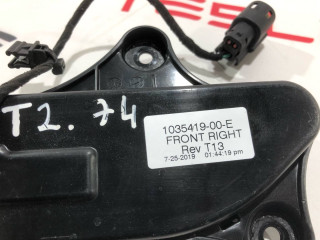 T2. 74
1035419-00-E
FRONT RIGHT
Rev T13
7-25-2019 01:44:19 pm